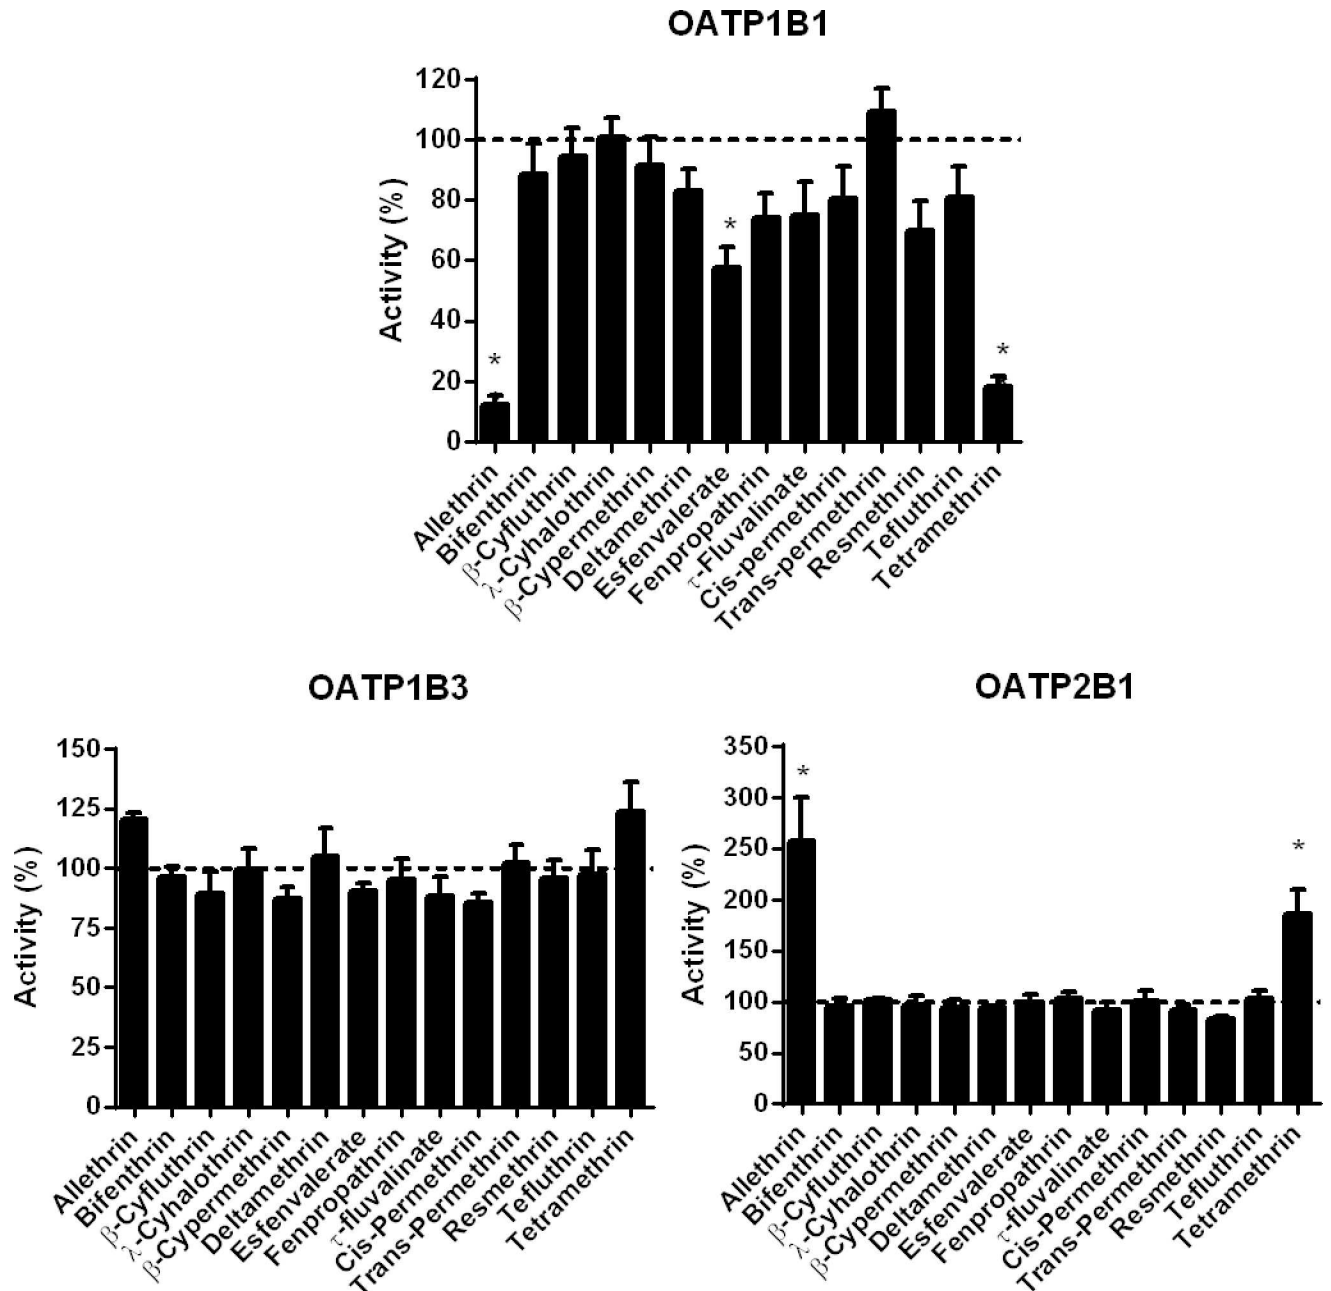 OATP1B1
Activity (%)
120
100
80
60
40
20
0
*
*
*
Allethrin
Bifenthrin
β-Cyfluthrin
λ-Cyhalothrin
β-Cypermethrin
Deltamethrin
Esfenvalerate
Fenpropathrin
τ-Fluvalinate
Cis-permethrin
Trans-permethrin
Resmethrin
Tefluthrin
Tetramethrin
OATP1B3
Activity (%)
150
125
100
75
50
25
0
Allethrin
Bifenthrin
β-Cyfluthrin
λ-Cyhalothrin
β-Cypermethrin
Deltamethrin
Esfenvalerate
Fenpropathrin
τ-fluvalinate
Cis-Permethrin
Trans-Permethrin
Resmethrin
Tefluthrin
Tetramethrin
OATP2B1
Activity (%)
350
300
250
200
150
100
50
0
*
*
Allethrin
Bifenthrin
β-Cyfluthrin
λ-Cyhalothrin
β-Cypermethrin
Deltamethrin
Esfenvalerate
Fenpropathrin
τ-fluvalinate
Cis-Permethrin
Trans-Permethrin
Resmethrin
Tefluthrin
Tetramethrin